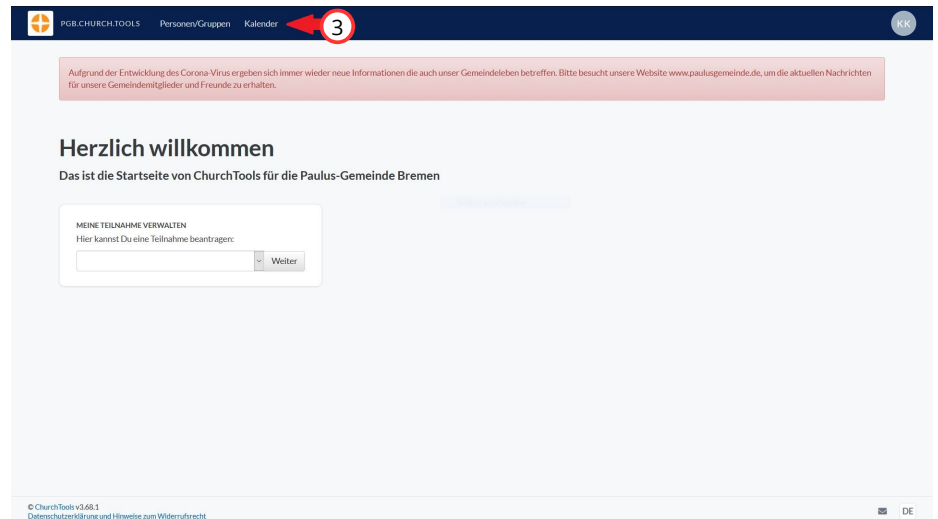 PGB.CHURCH.TOOLS Personen/Gruppen Kalender 3 KK
Aufgrund der Entwicklung des Corona-Virus ergeben sich immer wieder neue Informationen die auch unser Gemeindeleben betreffen. Bitte besucht unsere Website www.paulusgemeinde.de, um die aktuellen Nachrichten
für unsere Gemeindemitglieder und Freunde zu erhalten.
Herzlich willkommen
Das ist die Startseite von ChurchTools für die Paulus-Gemeinde Bremen
MEINE TEILNAHME VERWALTEN
Hier kannst Du eine Teilnahme beantragen:
Weiter
© ChurchTools v3.68.1
Datenschutzerklärung und Hinweise zum Widerrufsrecht
DE